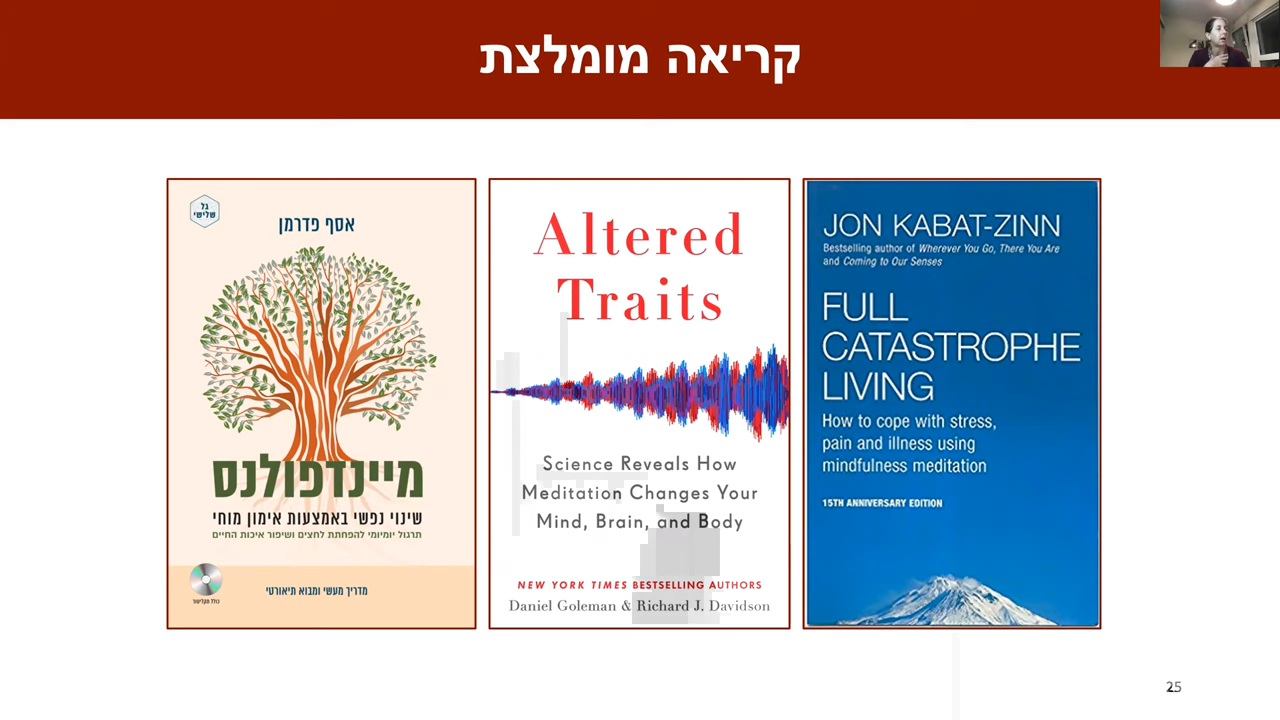 קריאה מומלצת
גל
שלישי
אסף פדרמן
מיינדפולנס
שינוי נפשי באמצעות אימון מוחי
תרגול יומיומי להפחתת לחצים ושיפור איכות החיים
כולל תקליטור
מדריך מעשי ומבוא תיאורטי
Altered
Traits
Science Reveals How
Meditation Changes Your
Mind, Brain, and Body
NEW YORK TIMES BESTSELLING AUTHORS
Daniel Goleman & Richard J. Davidson
JON KABAT-ZINN
Bestselling author of Wherever You Go, There You Are
and Coming to Our Senses
FULL
CATASTROPHE
LIVING
How to cope with stress,
pain and illness using
mindfulness meditation
15TH ANNIVERSARY EDITION
25